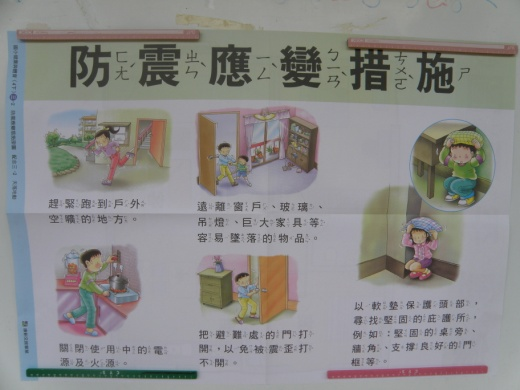 防震應變措施
趕緊跑到戶外
空曠的地方。
遠離窗戶、玻璃、
吊燈、巨大家具等
容易墜落的物品。
關閉使用中的電
源及火源。
把避難處的門打
開，以免被震歪打
不開。
以軟墊保護頭部，
尋找堅固的庇護所，
例如：堅固的桌旁、
牆角、支撐良好的門
框等。